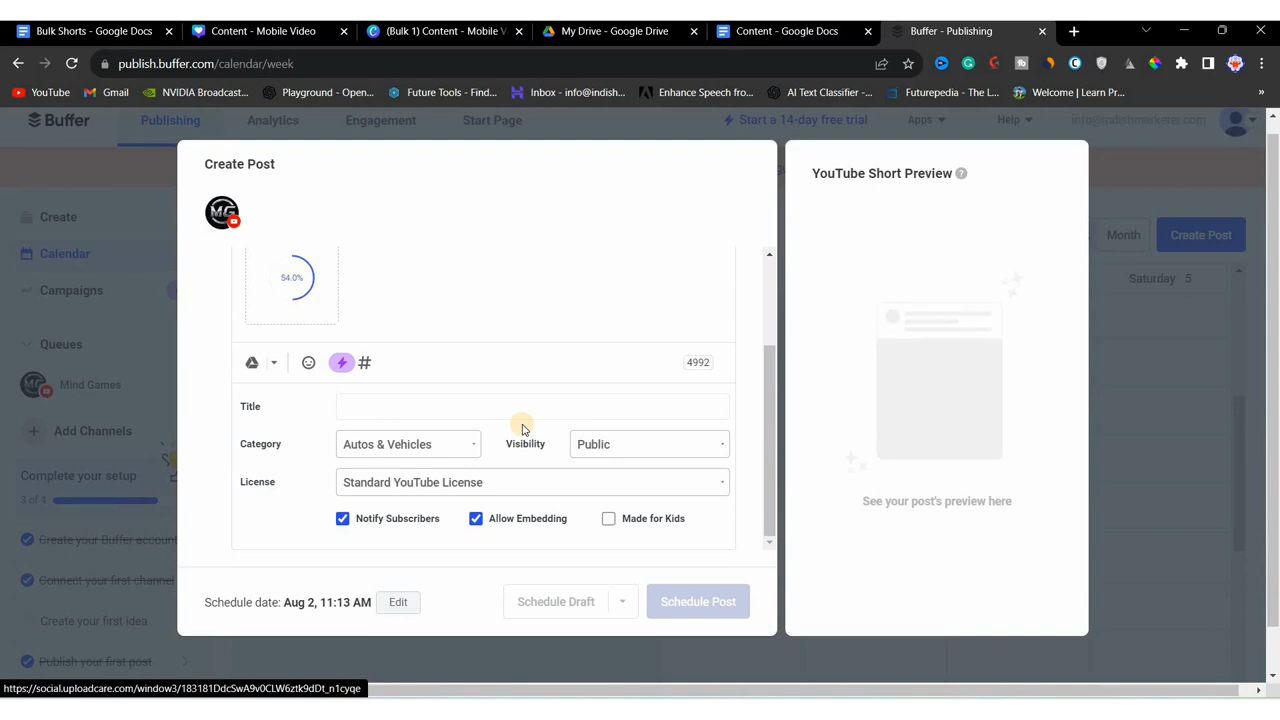 Bulk Shorts - Google Docs
Content - Mobile Video
(Bulk 1) Content - Mobile V
My Drive - Google Drive
Content - Google Docs
Buffer - Publishing
publish.buffer.com/calendar/week
YouTube
Gmail
NVIDIA Broadcast...
Playground - Open...
Future Tools - Find...
Inbox - info@indish...
Enhance Speech fro...
AI Text Classifier -...
Futurepedia - The L...
Welcome | Learn Pr...
Buffer
Publishing
Analytics
Engagement
Start Page
Start a 14-day free trial
Apps
Help
Create
Calendar
Campaigns
Queues
Mind Games
Add Channels
Complete your setup
3 of 4
Create your Buffer account
Connect your first channel
Create your first idea
Publish your first post
Create Post
MG
54.0%
4992
Title
Category
Autos & Vehicles
Visibility
Public
License
Standard YouTube License
Notify Subscribers
Allow Embedding
Made for Kids
Schedule date: Aug 2, 11:13 AM
Edit
Schedule Draft
Schedule Post
YouTube Short Preview
See your post's preview here
Month
Create Post
Saturday 5
https://social.uploadcare.com/window3/183181DdcSwA9v0CLW6ztk9dDt_n1cyqe